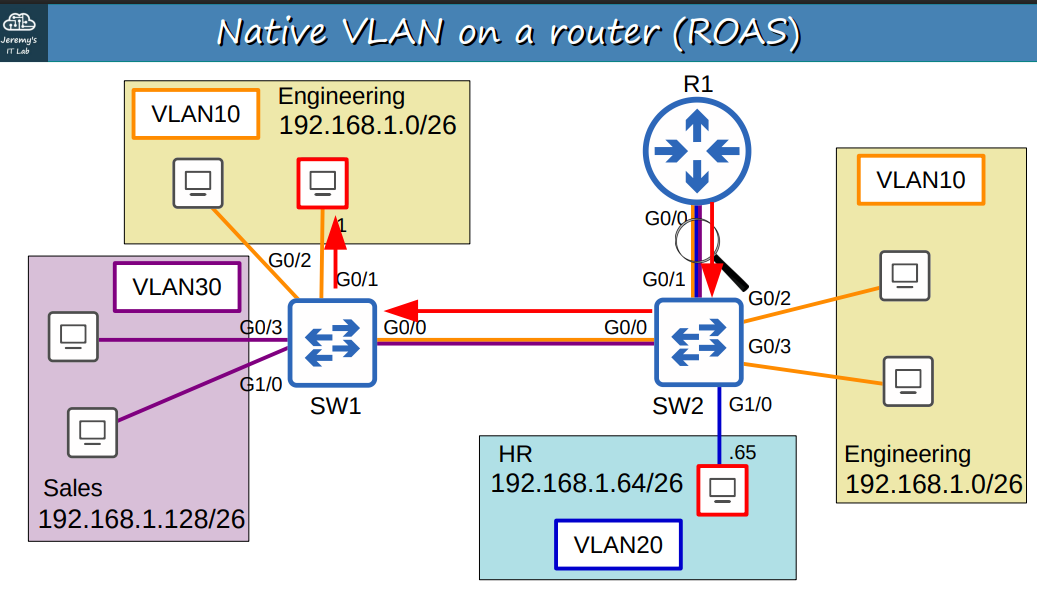 Jeremy's
IT Lab
Native VLAN on a router (ROAS)
R1
VLAN10
Engineering
192.168.1.0/26
.1
G0/2
G0/1
VLAN30
G0/3
G1/0
Sales
192.168.1.128/26
G0/0
SW1
G0/0
G0/0
G0/1
SW2
G0/2
G0/3
G1/0
VLAN10
Engineering
192.168.1.0/26
HR
192.168.1.64/26
.65
VLAN20